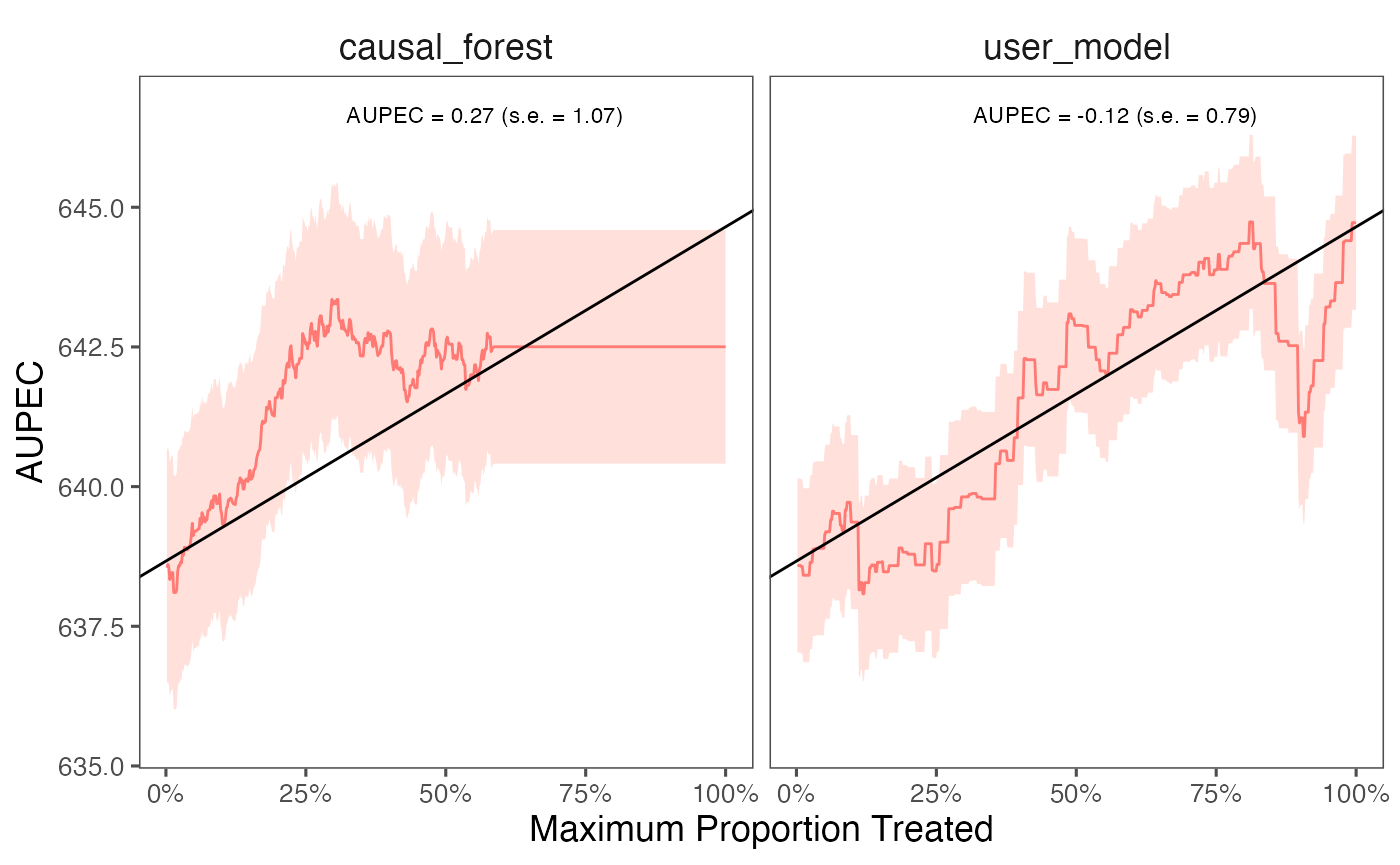 causal_forest
user_model
AUPEC = 0.27 (s.e. = 1.07)
AUPEC = -0.12 (s.e. = 0.79)
AUPEC
645.0
642.5
640.0
637.5
635.0
0% 25% 50% 75% 100%
0% 25% 50% 75% 100%
Maximum Proportion Treated